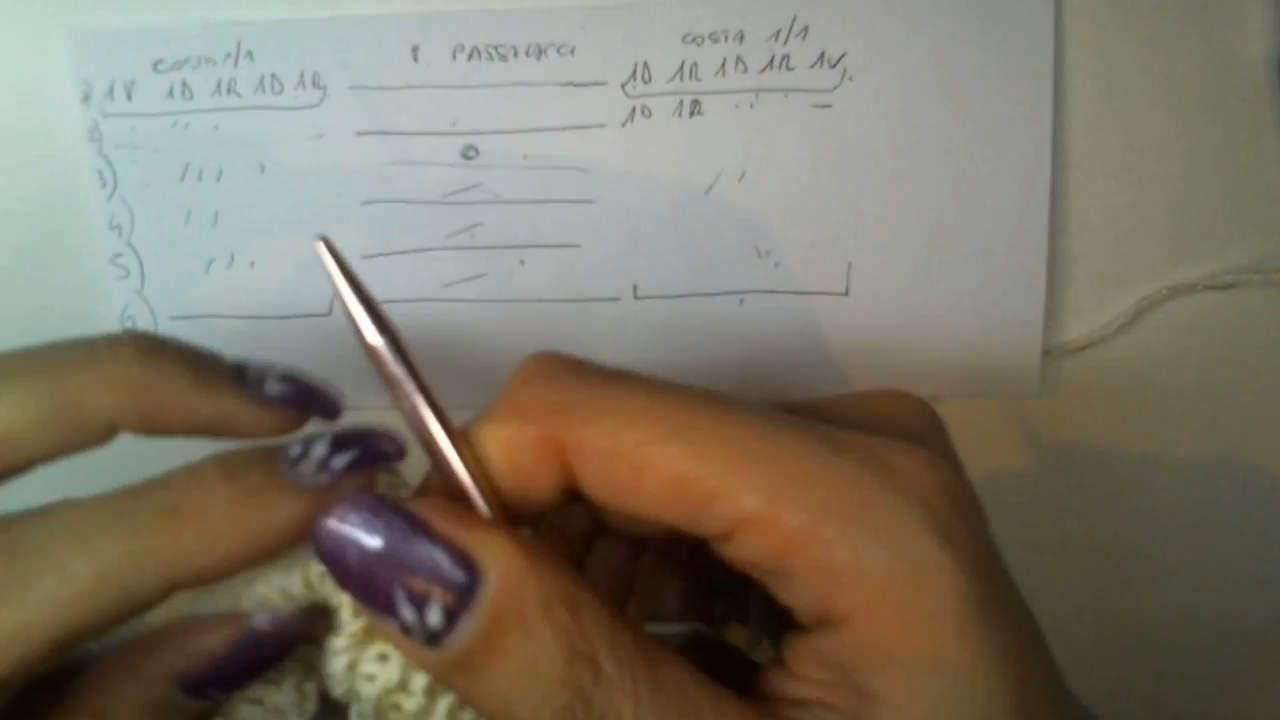 COSTA 1/1 PASSALACCI COSTA 1/1
1V 1D 1R 1D 1R 1D 1R 1D 1R 1V
1D 1R
3)
4)
5)